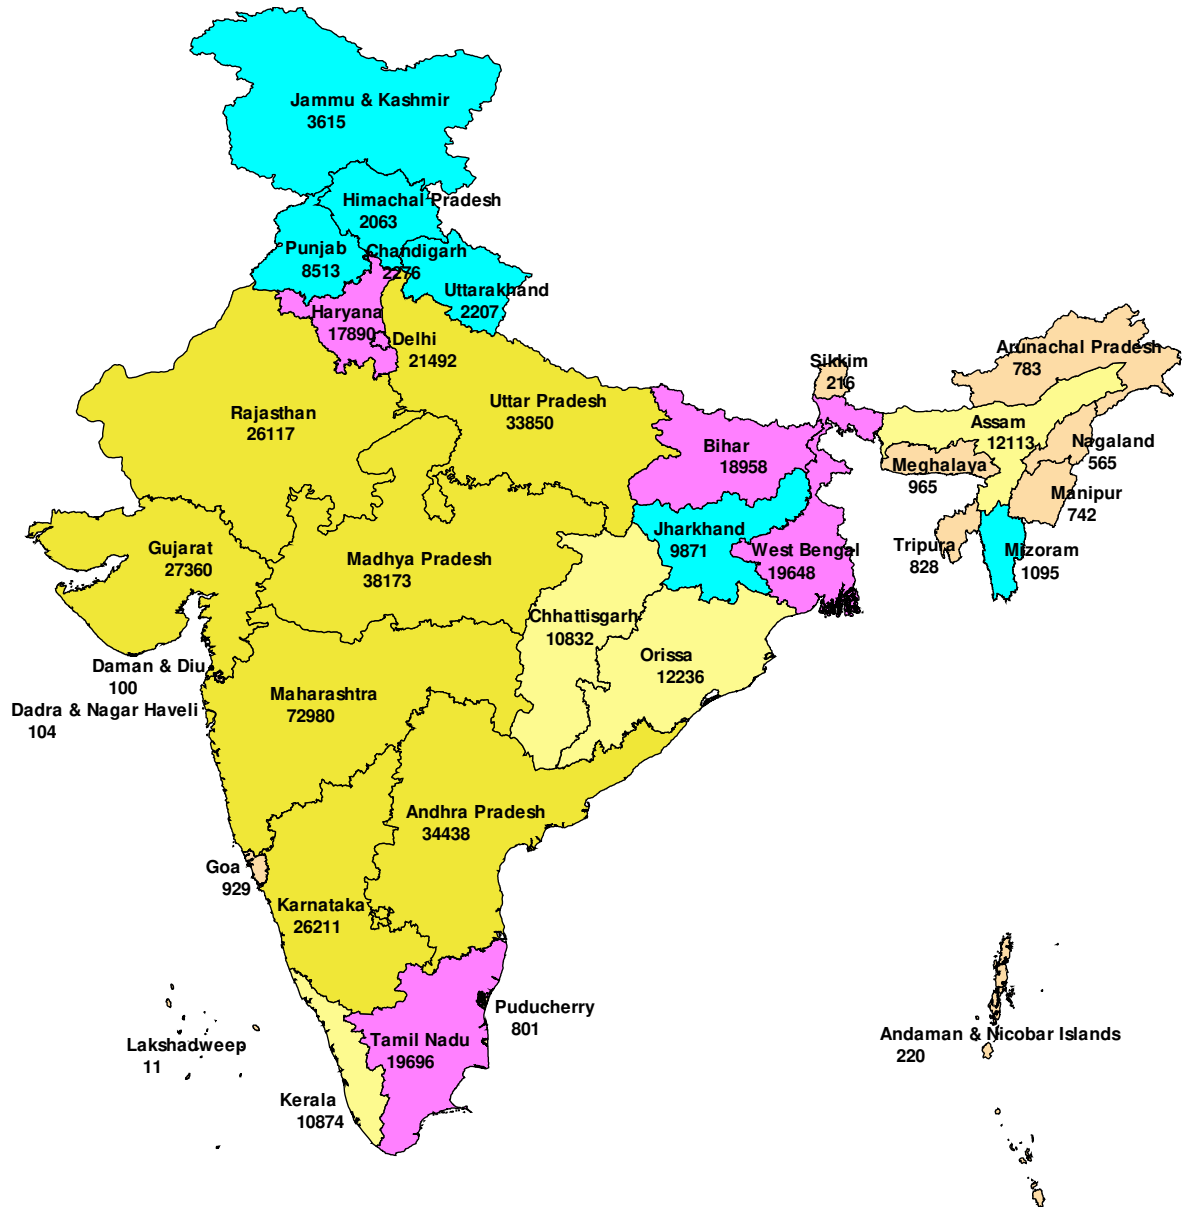 Jammu & Kashmir
3615
Himachal Pradesh
2063
Punjab
8513
Chandigarh
2276
Uttarakhand
2207
Haryana
17890
Delhi
21492
Rajasthan
26117
Uttar Pradesh
33850
Bihar
18958
Sikkim
216
Arunachal Pradesh
783
Assam
12113
Nagaland
565
Meghalaya
965
Manipur
742
Tripura
828
Mizoram
1095
Gujarat
27360
Madhya Pradesh
38173
Jharkhand
9871
West Bengal
19648
Chhattisgarh
10832
Orissa
12236
Daman & Diu
100
Dadra & Nagar Haveli
104
Maharashtra
72980
Andhra Pradesh
34438
Goa
929
Karnataka
26211
Puducherry
801
Tamil Nadu
19696
Lakshadweep
11
Kerala
10874
Andaman & Nicobar Islands
220